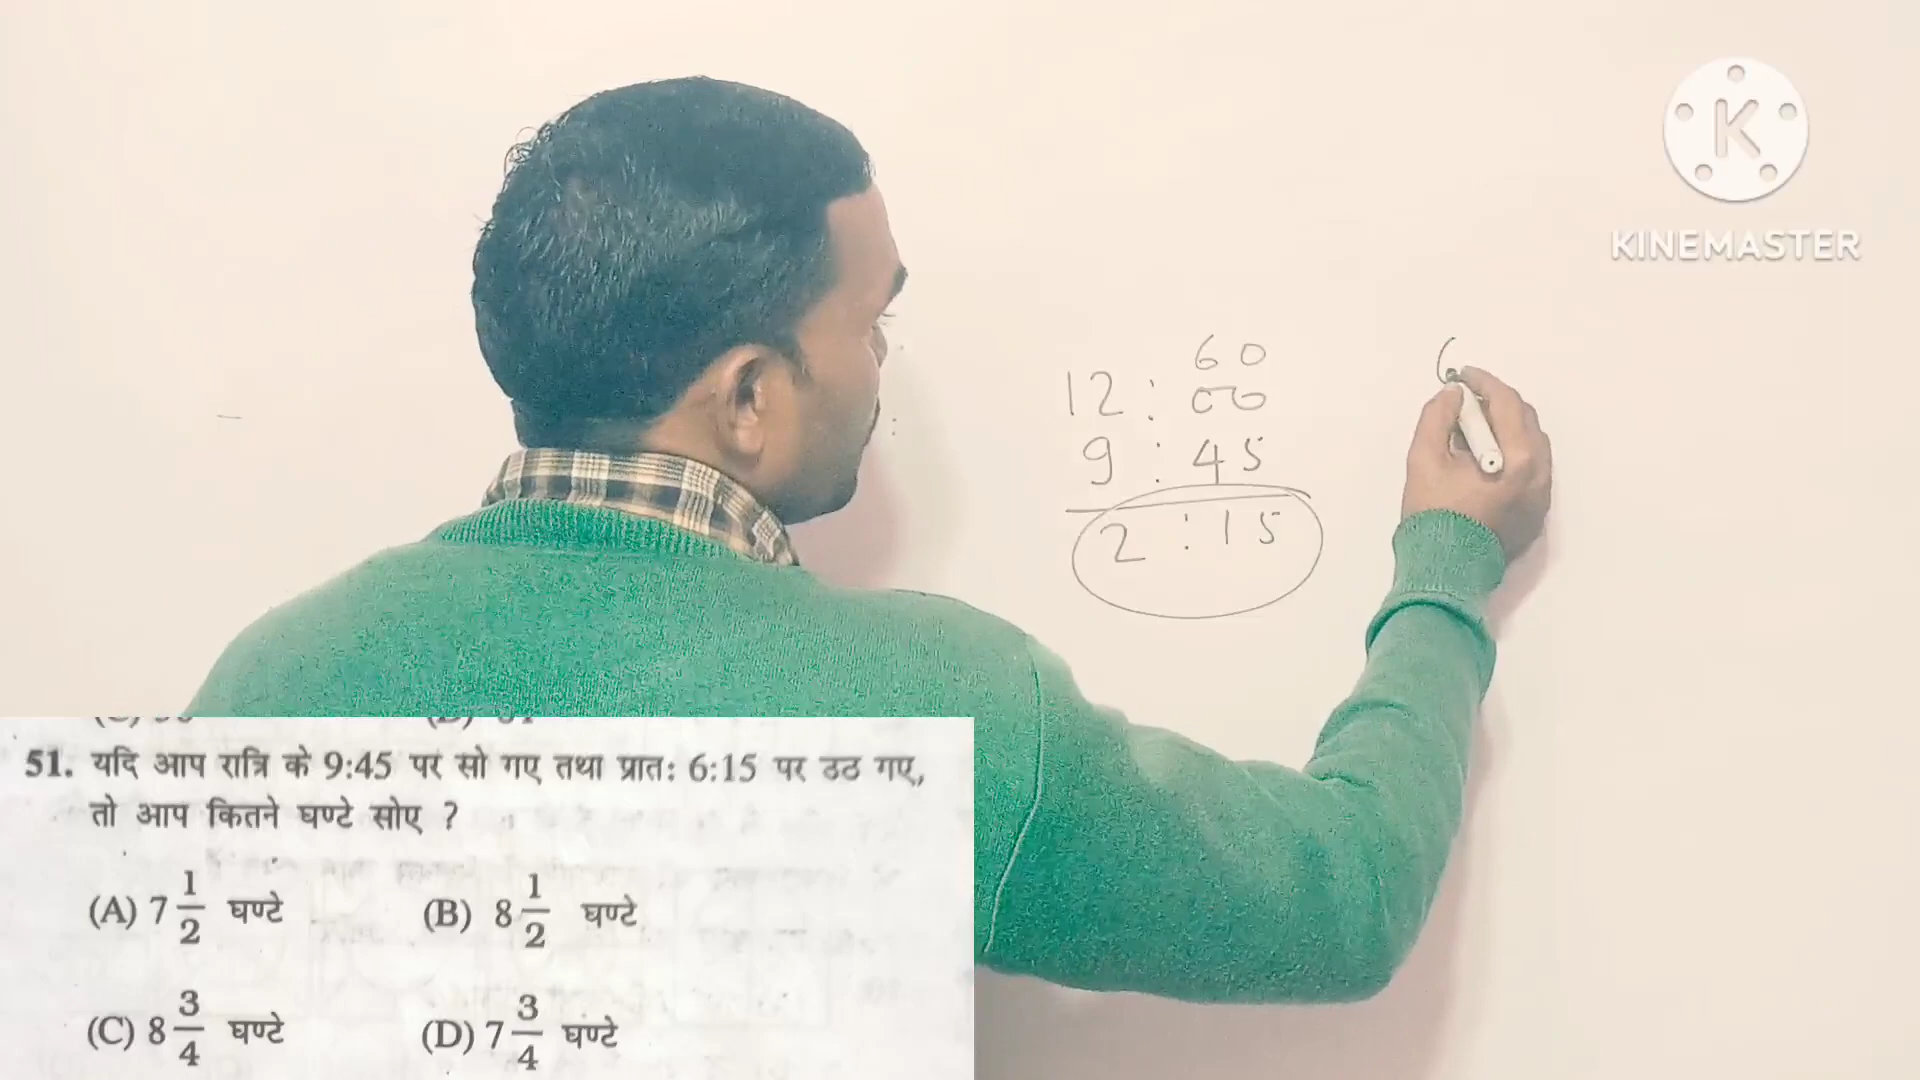 KINEMASTER
60
12 : 00
9 : 45
2 : 15
6
51. यदि आप रात्रि के 9:45 पर सो गए तथा प्रातः 6:15 पर उठ गए,
तो आप कितने घण्टे सोए ?
(A) 7 1/2 घण्टे (B) 8 1/2 घण्टे
(C) 8 3/4 घण्टे (D) 7 3/4 घण्टे